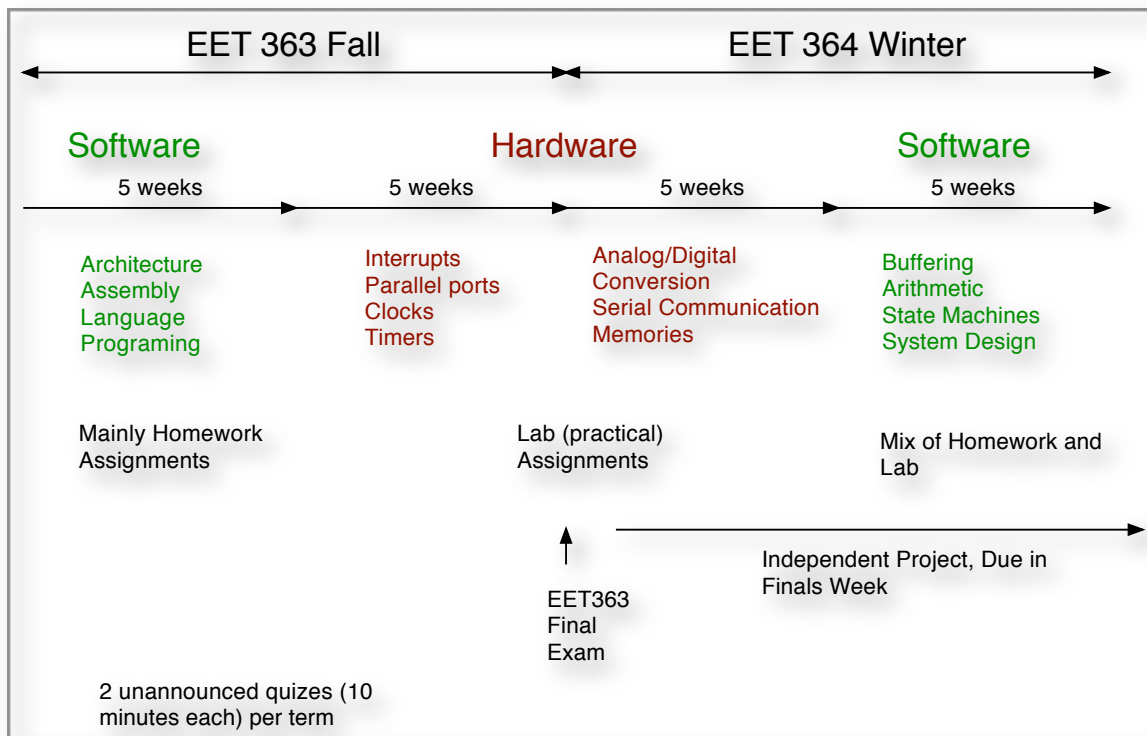 EET 363 Fall
EET 364 Winter
Software
Hardware
Software
5 weeks
5 weeks
5 weeks
5 weeks
Architecture
Assembly
Language
Programing
Interrupts
Parallel ports
Clocks
Timers
Analog/Digital
Conversion
Serial Communication
Memories
Buffering
Arithmetic
State Machines
System Design
Mainly Homework
Assignments
Lab (practical)
Assignments
Mix of Homework and
Lab
Independent Project, Due in
Finals Week
EET363
Final
Exam
2 unannounced quizes (10
minutes each) per term